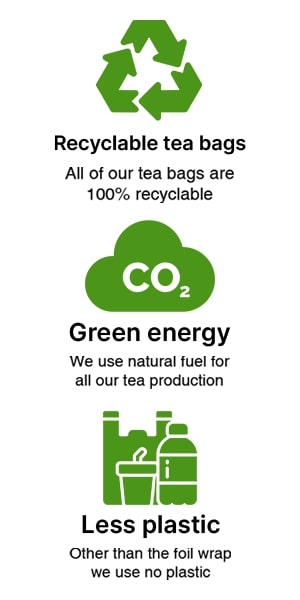 Recyclable tea bags
All of our tea bags are
100% recyclable
CO₂
Green energy
We use natural fuel for
all our tea production
Less plastic
Other than the foil wrap
we use no plastic